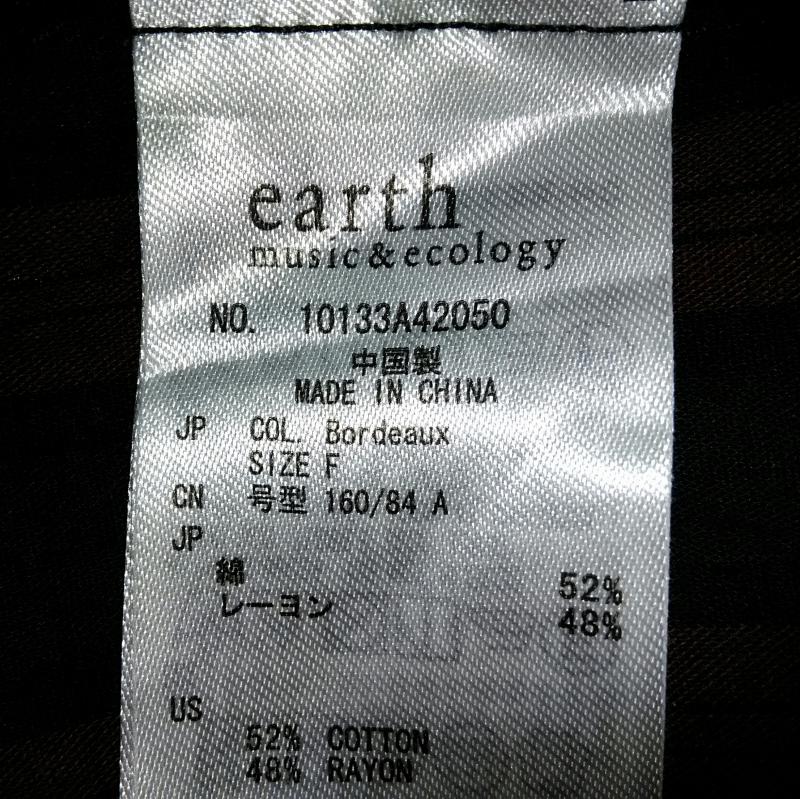 earth
music&ecology
NO. 10133A42050
中国製
MADE IN CHINA
JP COL. Bordeaux
SIZE F
CN 号型 160/84 A
JP
綿 52%
レーヨン 48%
US
52% COTTON
48% RAYON